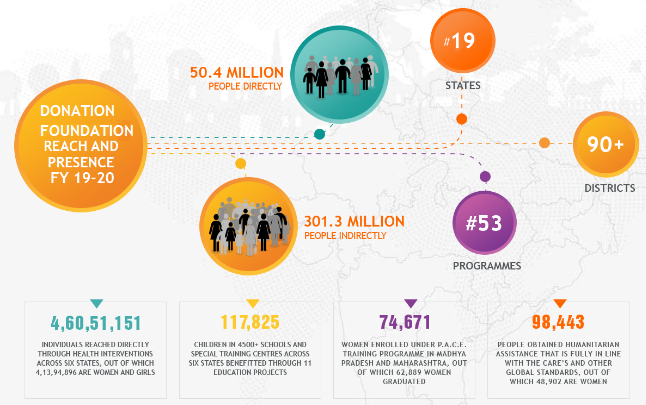 50.4 MILLION
PEOPLE DIRECTLY
#19
STATES
DONATION
FOUNDATION
REACH AND
PRESENCE
FY 19-20
90+
DISTRICTS
301.3 MILLION
PEOPLE INDIRECTLY
#53
PROGRAMMES
4,60,51,151
INDIVIDUALS REACHED DIRECTLY
THROUGH HEALTH INTERVENTIONS
ACROSS SIX STATES, OUT OF WHICH
4,13,94,896 ARE WOMEN AND GIRLS
117,825
CHILDREN IN 4500+ SCHOOLS AND
SPECIAL TRAINING CENTRES ACROSS
SIX STATES BENEFITTED THROUGH 11
EDUCATION PROJECTS
74,671
WOMEN ENROLLED UNDER P.A.C.E.
TRAINING PROGRAMME IN MADHYA
PRADESH AND MAHARASHTRA, OUT
OF WHICH 62,889 WOMEN
GRADUATED
98,443
PEOPLE OBTAINED HUMANITARIAN
ASSISTANCE THAT IS FULLY IN LINE
WITH THE CARE'S AND OTHER
GLOBAL STANDARDS, OUT OF
WHICH 48,902 ARE WOMEN